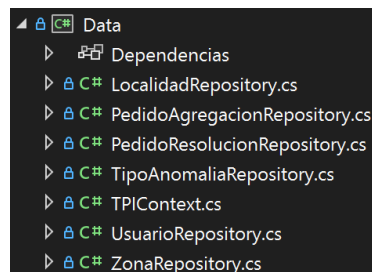 C# Data
Dependencias
C# LocalidadRepository.cs
C# PedidoAgregacionRepository.cs
C# PedidoResolucionRepository.cs
C# TipoAnomaliaRepository.cs
C# TPIContext.cs
C# UsuarioRepository.cs
C# ZonaRepository.cs